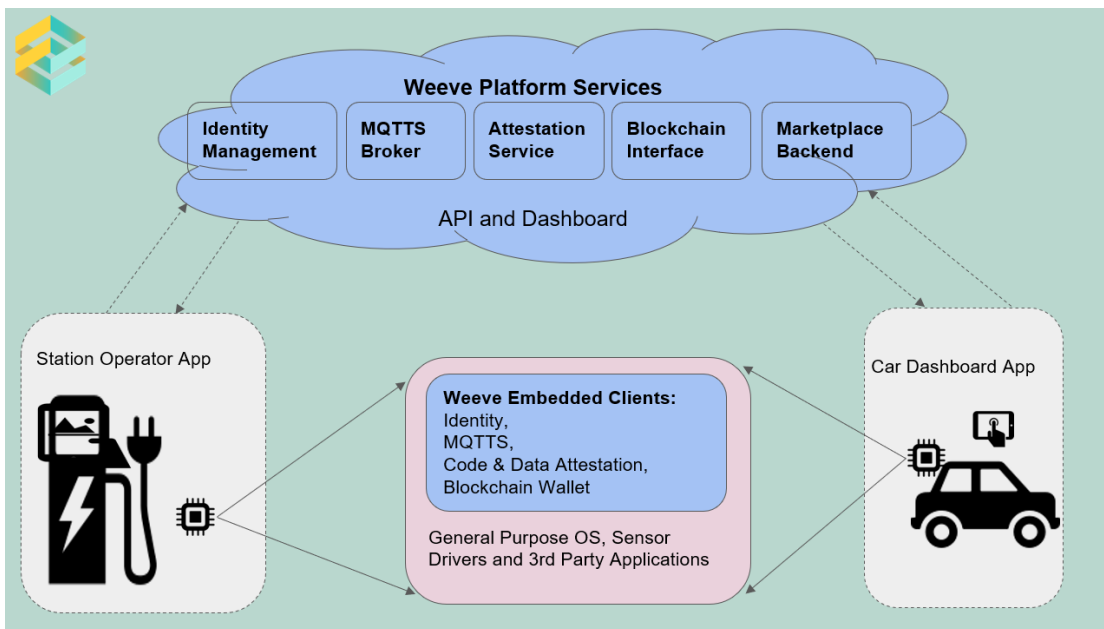 Weeve Platform Services
Identity
Management
MQTTS
Broker
Attestation
Service
Blockchain
Interface
Marketplace
Backend
API and Dashboard
Station Operator App
Weeve Embedded Clients:
Identity,
MQTTS,
Code & Data Attestation,
Blockchain Wallet
General Purpose OS, Sensor
Drivers and 3rd Party Applications
Car Dashboard App